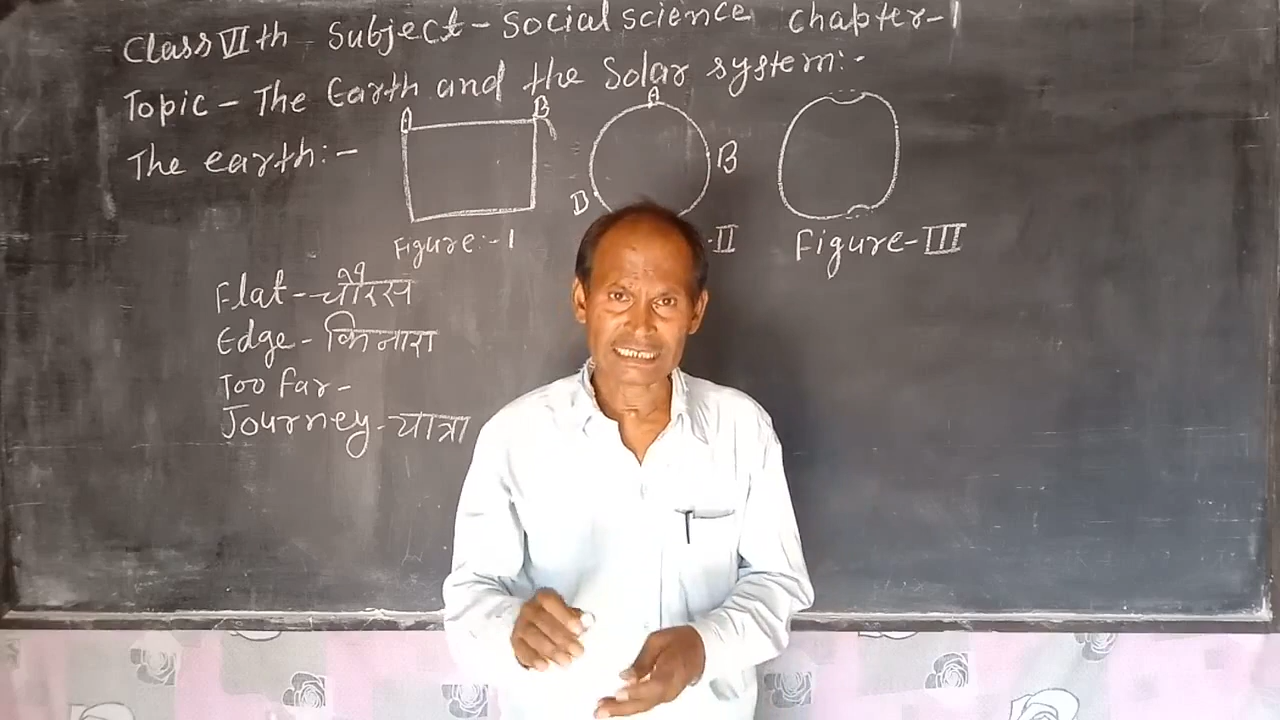 Class VI th Subject - Social science Chapter-1
Topic - The Earth and the Solar system:-
The earth:-
A B
A
B
D
Figure:-1
-II
Figure-III
Flat - चौरस
Edge - किनारा
Too far -
Journey - यात्रा